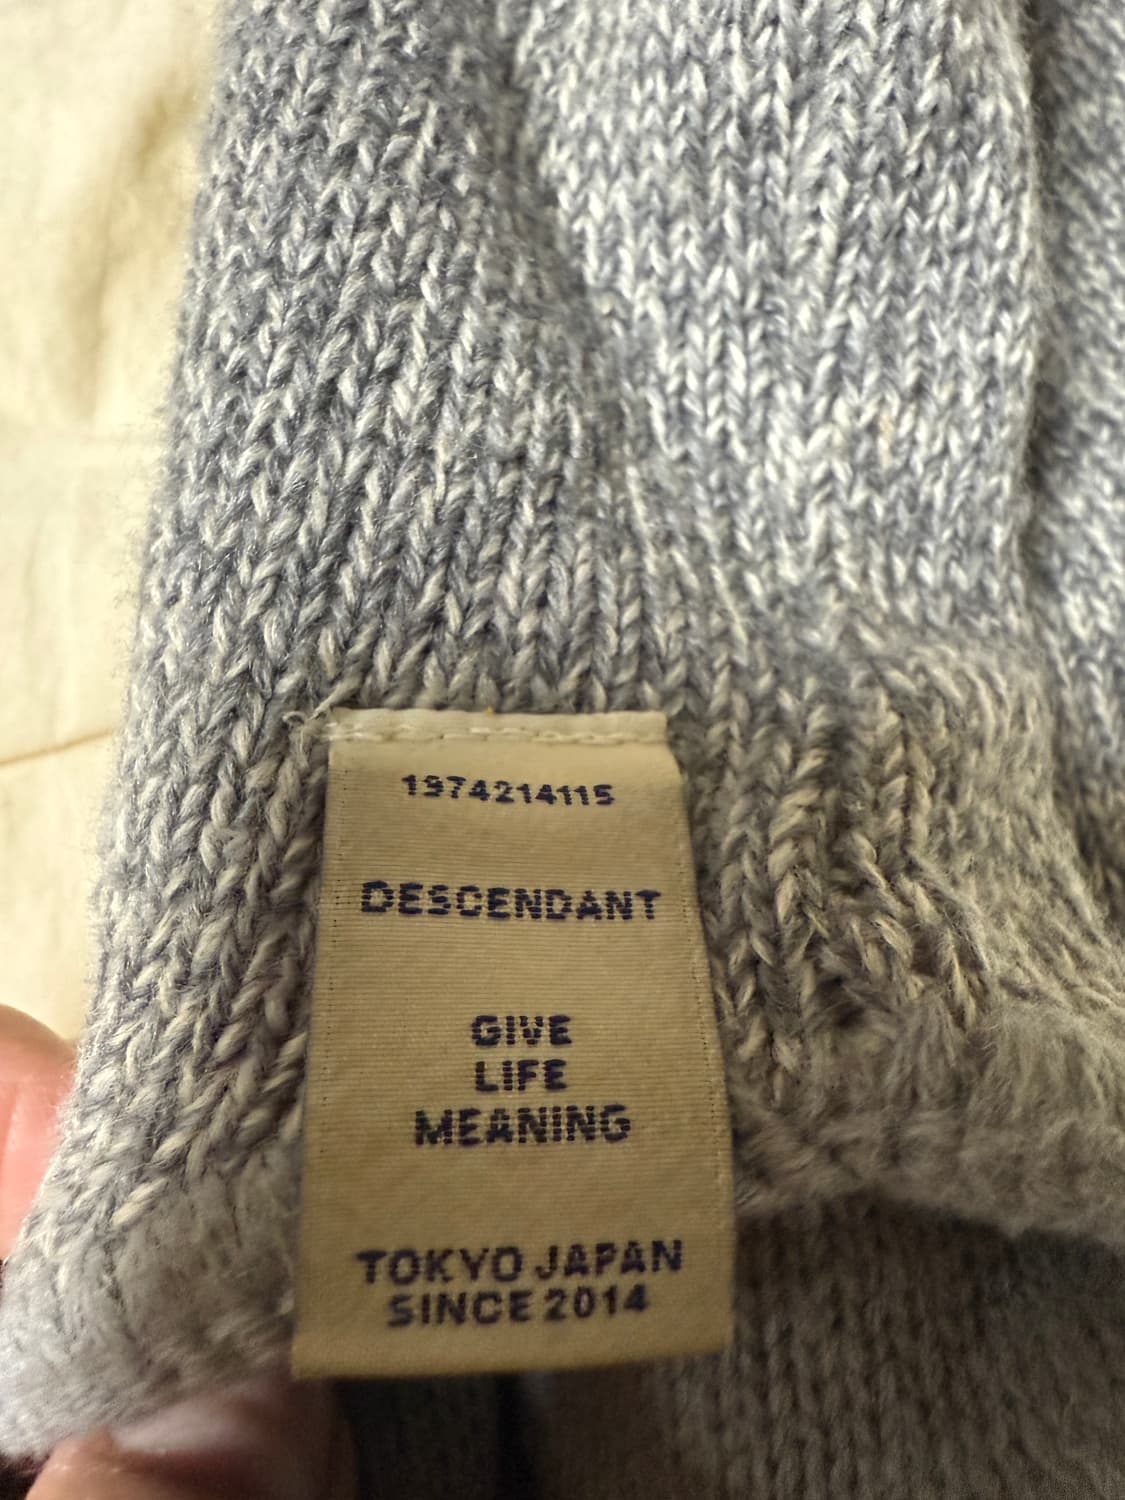 1974214115
DESCENDANT
GIVE
LIFE
MEANING
TOKYO JAPAN
SINCE 2014